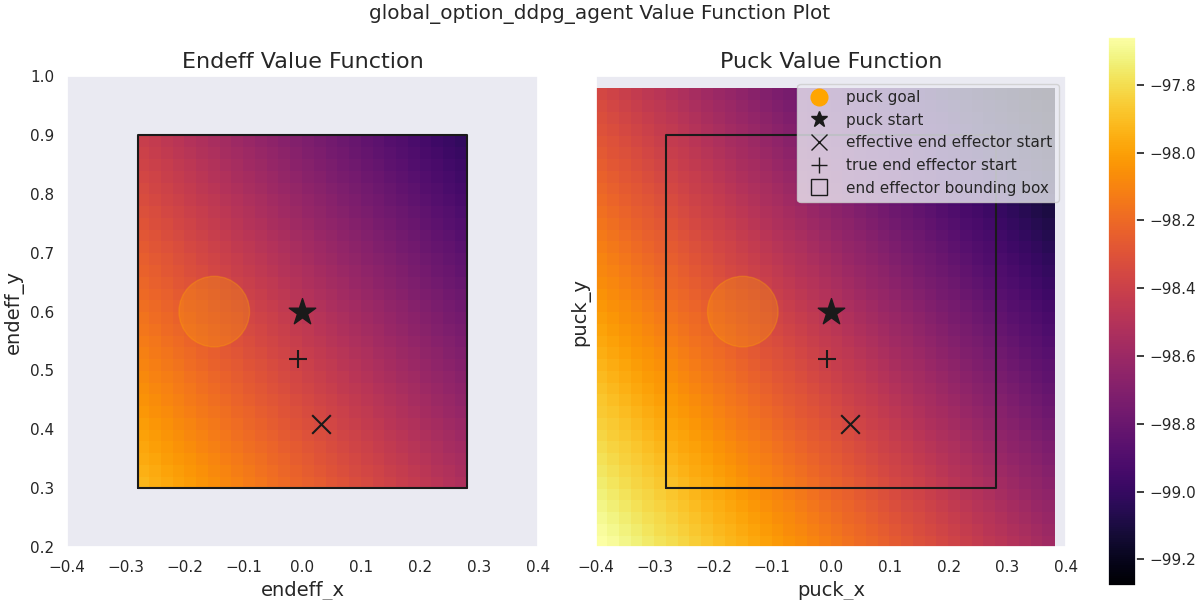 global_option_ddpg_agent Value Function Plot
Endeff Value Function
1.0
0.9
0.8
0.7
0.6
0.5
0.4
0.3
0.2
endeff_y
−0.4 −0.3 −0.2 −0.1 0.0 0.1 0.2 0.3 0.4
endeff_x
Puck Value Function
puck goal
puck start
effective end effector start
true end effector start
end effector bounding box
puck_y
−0.4 −0.3 −0.2 −0.1 0.0 0.1 0.2 0.3 0.4
puck_x
−97.8
−98.0
−98.2
−98.4
−98.6
−98.8
−99.0
−99.2